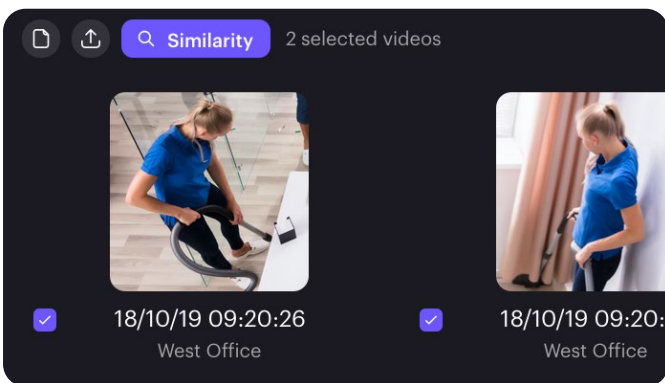 Similarity 2 selected videos
18/10/19 09:20:26 18/10/19 09:20:
West Office West Office